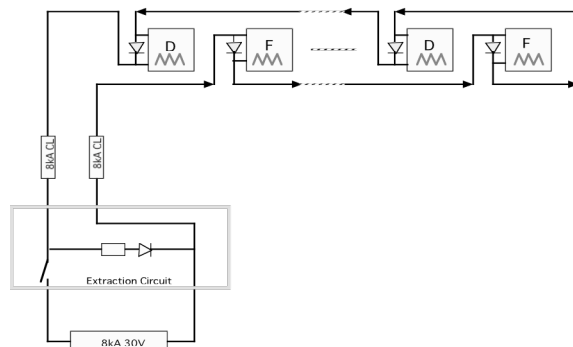 D
F
D
F
8kA CL
8kA CL
Extraction Circuit
8kA 30V